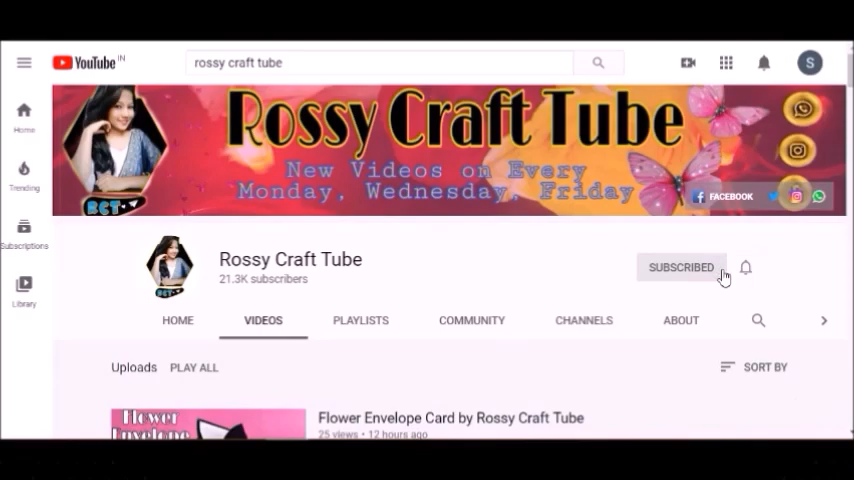 YouTube IN
rossy craft tube
S
Home
Trending
Subscriptions
Library
Rossy Craft Tube
New Videos on Every
Monday, Wednesday, Friday
RCT
FACEBOOK
Rossy Craft Tube
21.3K subscribers
SUBSCRIBED
HOME VIDEOS PLAYLISTS COMMUNITY CHANNELS ABOUT
Uploads PLAY ALL
SORT BY
Flower
Envelope
Flower Envelope Card by Rossy Craft Tube
25 views • 12 hours ago